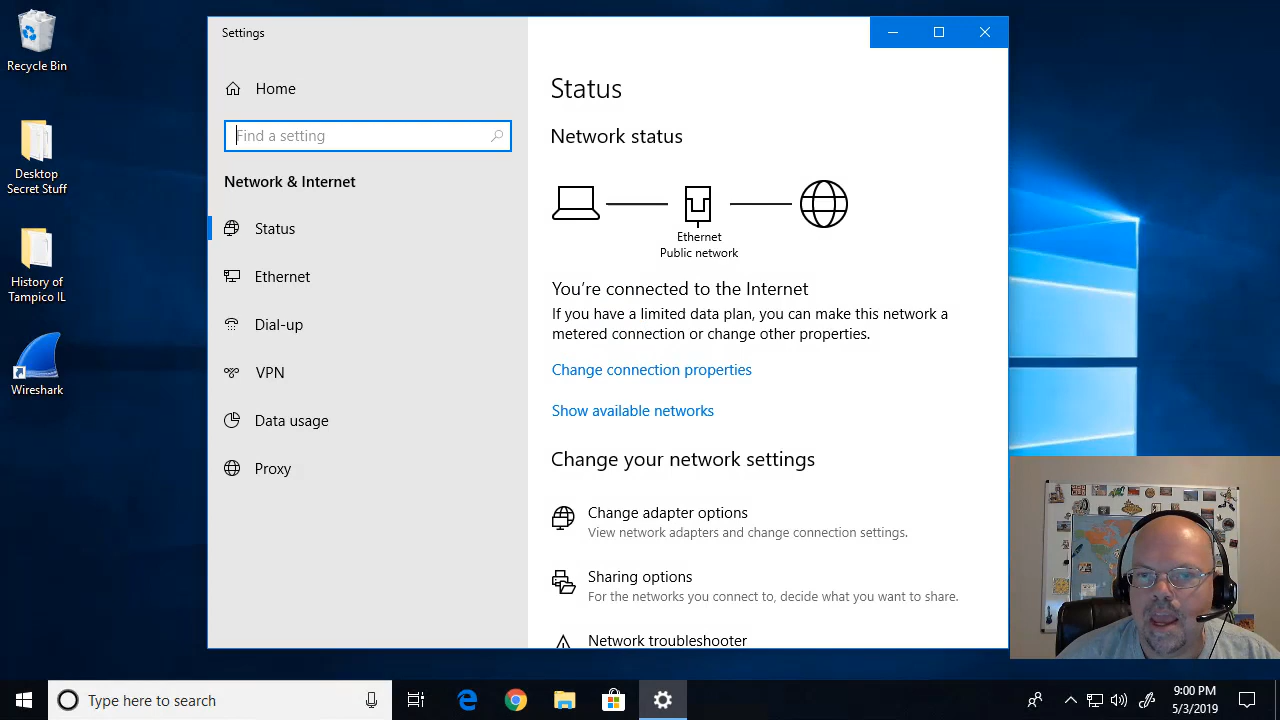 Recycle Bin
Desktop
Secret Stuff
History of
Tampico IL
Wireshark
Settings
Home
Find a setting
Network & Internet
Status
Ethernet
Dial-up
VPN
Data usage
Proxy
Status
Network status
Ethernet
Public network
You're connected to the Internet
If you have a limited data plan, you can make this network a
metered connection or change other properties.
Change connection properties
Show available networks
Change your network settings
Change adapter options
View network adapters and change connection settings.
Sharing options
For the networks you connect to, decide what you want to share.
Network troubleshooter
Type here to search
9:00 PM
5/3/2019